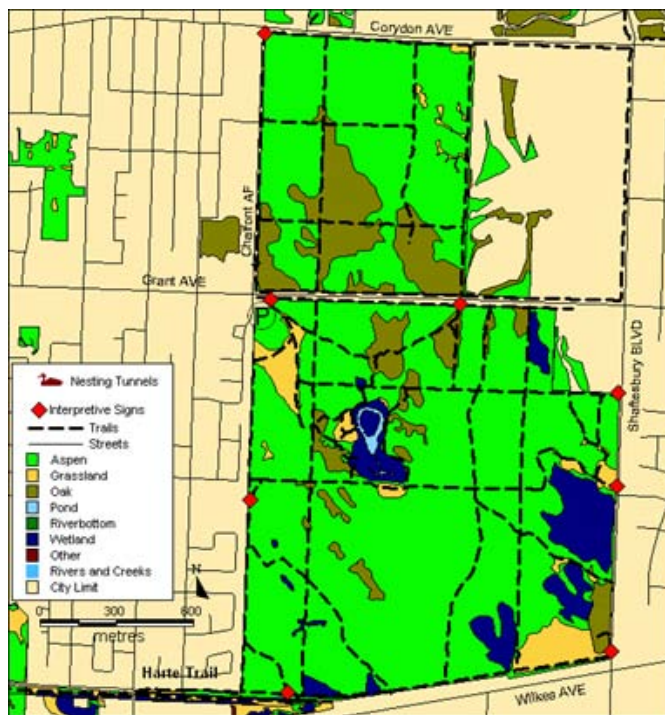 Corydon AVE
Chalfont AF
Grant AVE
P
Shaftesbury BLVD
Nesting Tunnels
Interpretive Signs
Trails
Streets
Aspen
Grassland
Oak
Pond
Riverbottom
Wetland
Other
Rivers and Creeks
City Limit
N
0 300 600
metres
Harte Trail
Wilkes AVE